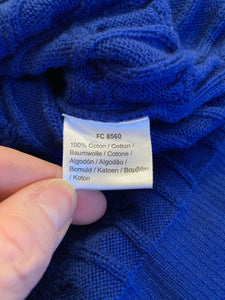 FC 8560
100% Coton / Cotton /
Baumwolle / Cotone /
Algodón / Algodão /
Bomuld / Katoen / Βαμβάκι
/ Koton